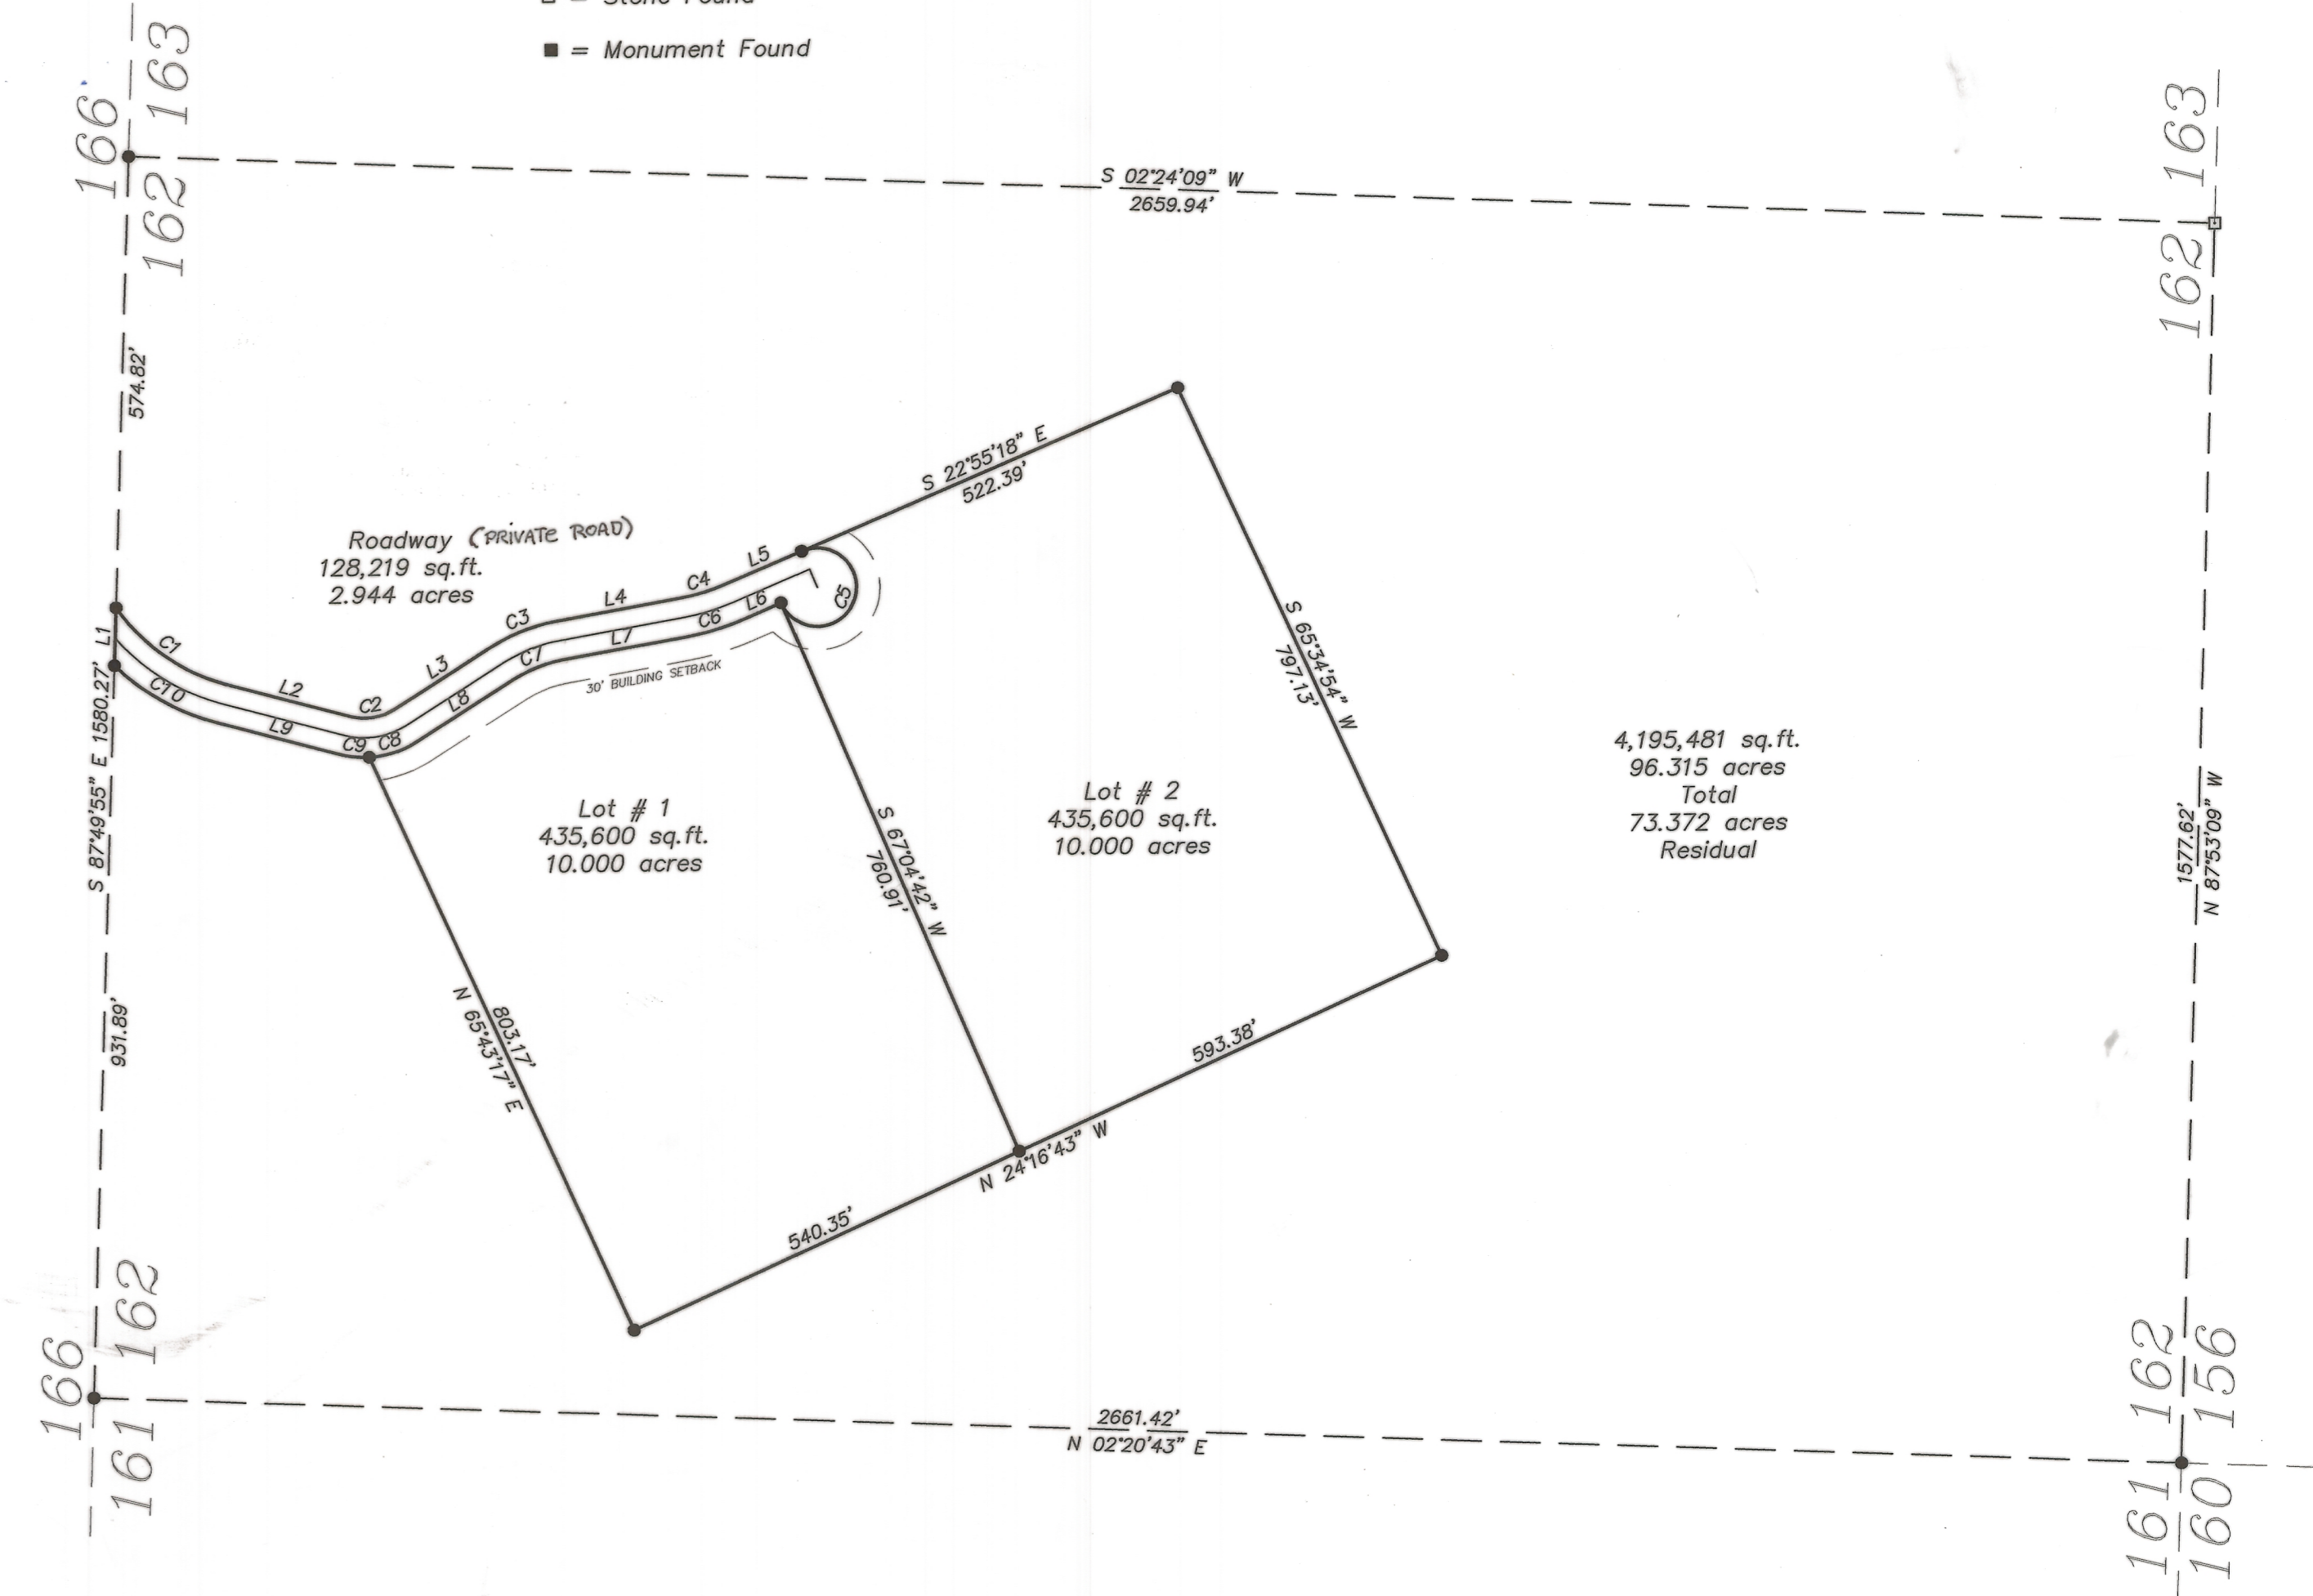 = Stone Found
■ = Monument Found
166
163
162
163
162
S 02°24'09" W
2659.94'
574.82'
S 22°55'18" E
522.39'
Roadway (PRIVATE ROAD)
128,219 sq.ft.
2.944 acres
L1
C1
L2
C2
L3
C3
L4
C4
L5
C5
L6
C6
L7
C7
L8
C8
C9
L9
C10
30' BUILDING SETBACK
S 65°34'54" W
797.13'
S 87°49'55" E 1580.27'
Lot # 1
435,600 sq.ft.
10.000 acres
S 67°04'42" W
760.91'
Lot # 2
435,600 sq.ft.
10.000 acres
4,195,481 sq.ft.
96.315 acres
Total
73.372 acres
Residual
1577.62'
N 87°53'09" W
931.89'
803.17'
N 65°43'17" E
593.38'
N 24°16'43" W
540.35'
166
162
161
2661.42'
N 02°20'43" E
162
156
161
160